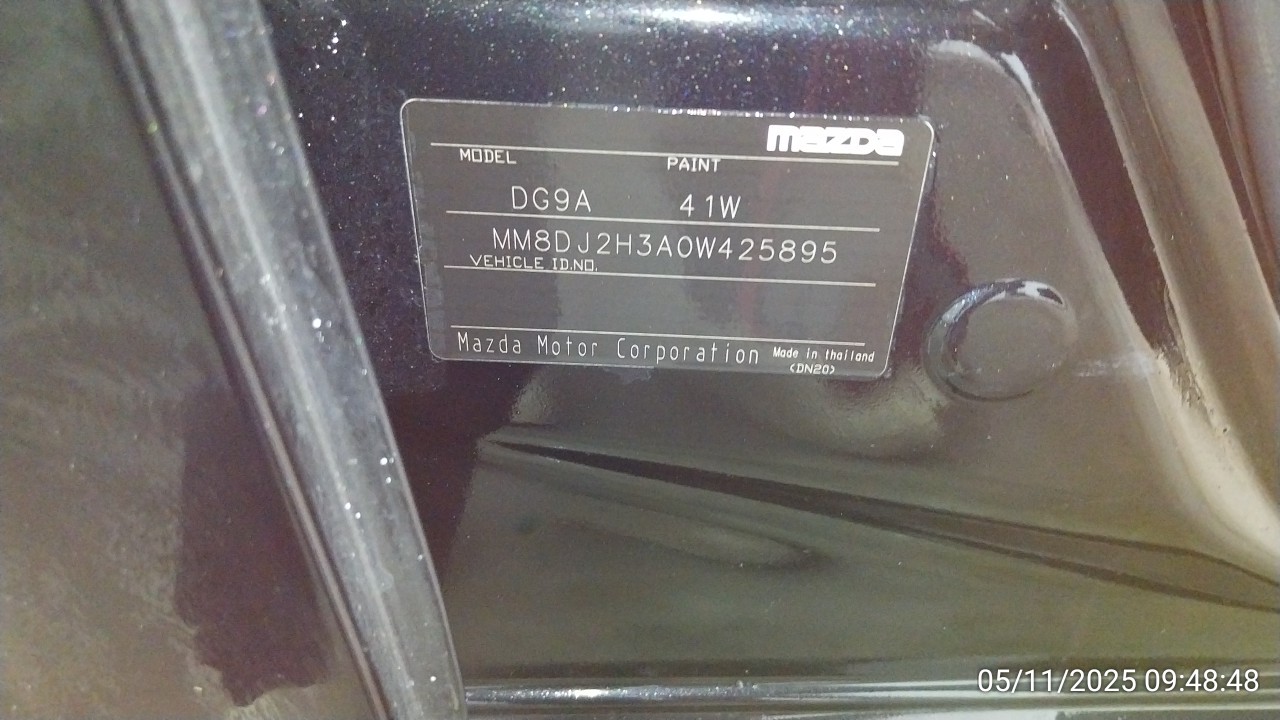 mazda
MODEL PAINT
DG9A 41W
MM8DJ2H3A0W425895
VEHICLE ID.NO.
Mazda Motor Corporation Made in thailand
(DN20)
05/11/2025 09:48:48